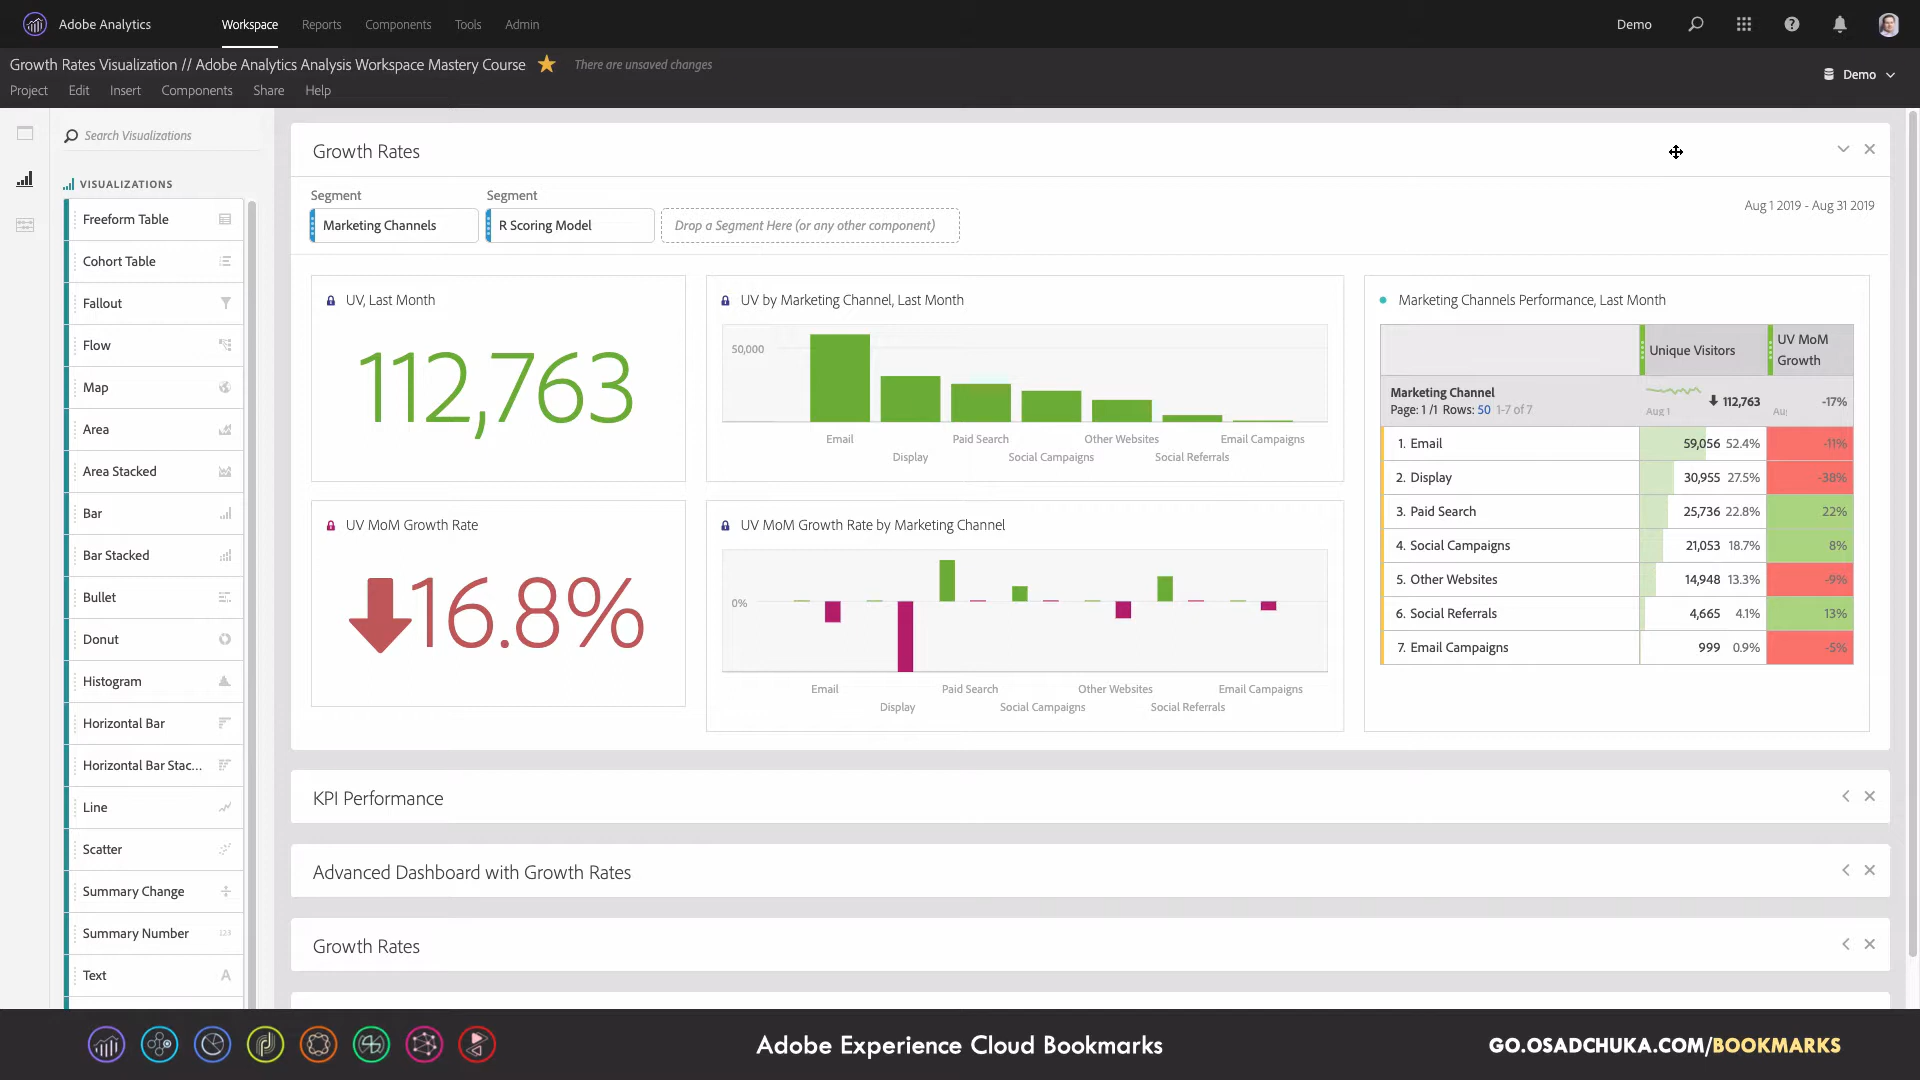 Adobe Analytics
Workspace
Reports
Components
Tools
Admin
Demo
Growth Rates Visualization // Adobe Analytics Analysis Workspace Mastery Course
There are unsaved changes
Demo
Project
Edit
Insert
Components
Share
Help
Search Visualizations
VISUALIZATIONS
Freeform Table
Cohort Table
Fallout
Flow
Map
Area
Area Stacked
Bar
Bar Stacked
Bullet
Donut
Histogram
Horizontal Bar
Horizontal Bar Stac...
Line
Scatter
Summary Change
Summary Number
123
Text
A
Growth Rates
Segment
Segment
Marketing Channels
R Scoring Model
Drop a Segment Here (or any other component)
Aug 1 2019 - Aug 31 2019
UV, Last Month
112,763
UV by Marketing Channel, Last Month
50,000
Email
Paid Search
Other Websites
Email Campaigns
Display
Social Campaigns
Social Referrals
UV MoM Growth Rate
16.8%
UV MoM Growth Rate by Marketing Channel
0%
Email
Paid Search
Other Websites
Email Campaigns
Display
Social Campaigns
Social Referrals
Marketing Channels Performance, Last Month
Unique Visitors
UV MoM
Growth
Marketing Channel
Page: 1 /1 Rows: 50 1-7 of 7
Aug 1
112,763
Au
-17%
1. Email 59,056 52.4% -11%
2. Display 30,955 27.5% -38%
3. Paid Search 25,736 22.8% 22%
4. Social Campaigns 21,053 18.7% 8%
5. Other Websites 14,948 13.3% -9%
6. Social Referrals 4,665 4.1% 13%
7. Email Campaigns 999 0.9% -5%
KPI Performance
Advanced Dashboard with Growth Rates
Growth Rates
Adobe Experience Cloud Bookmarks
GO.OSADCHUKA.COM/BOOKMARKS